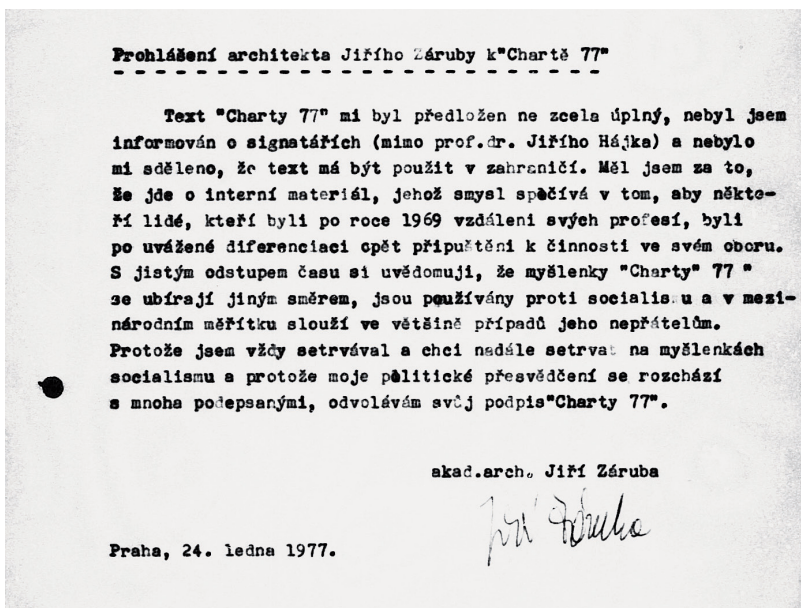 Prohlášení architekta Jiřího Záruby k"Chartě 77"
Text "Charty 77" mi byl předložen ne zcela úplný, nebyl jsem
informován o signatářích (mimo prof.dr. Jiřího Hájka) a nebylo
mi sděleno, že text má být použit v zahraničí. Měl jsem za to,
že jde o interní materiál, jehož smysl spěčívá v tom, aby někte-
ří lidé, kteří byli po roce 1969 vzdáleni svých profesí, byli
po uvážené diferenciaci opět připuštěni k činnosti ve svém oboru.
S jistým odstupem času si uvědomuji, že myšlenky "Charty" 77 "
se ubírají jiným směrem, jsou používány proti socialismu a v mezi-
národním měřítku slouží ve většině případů jeho nepřátelům.
Protože jsem vždy setrvával a chci nadále setrvat na myšlenkách
socialismu a protože moje politické přesvědčení se rozchází
s mnoha podepsanými, odvolávám svůj podpis"Charty 77".
akad.arch. Jiří Záruba
Jiří Záruba
Praha, 24. ledna 1977.